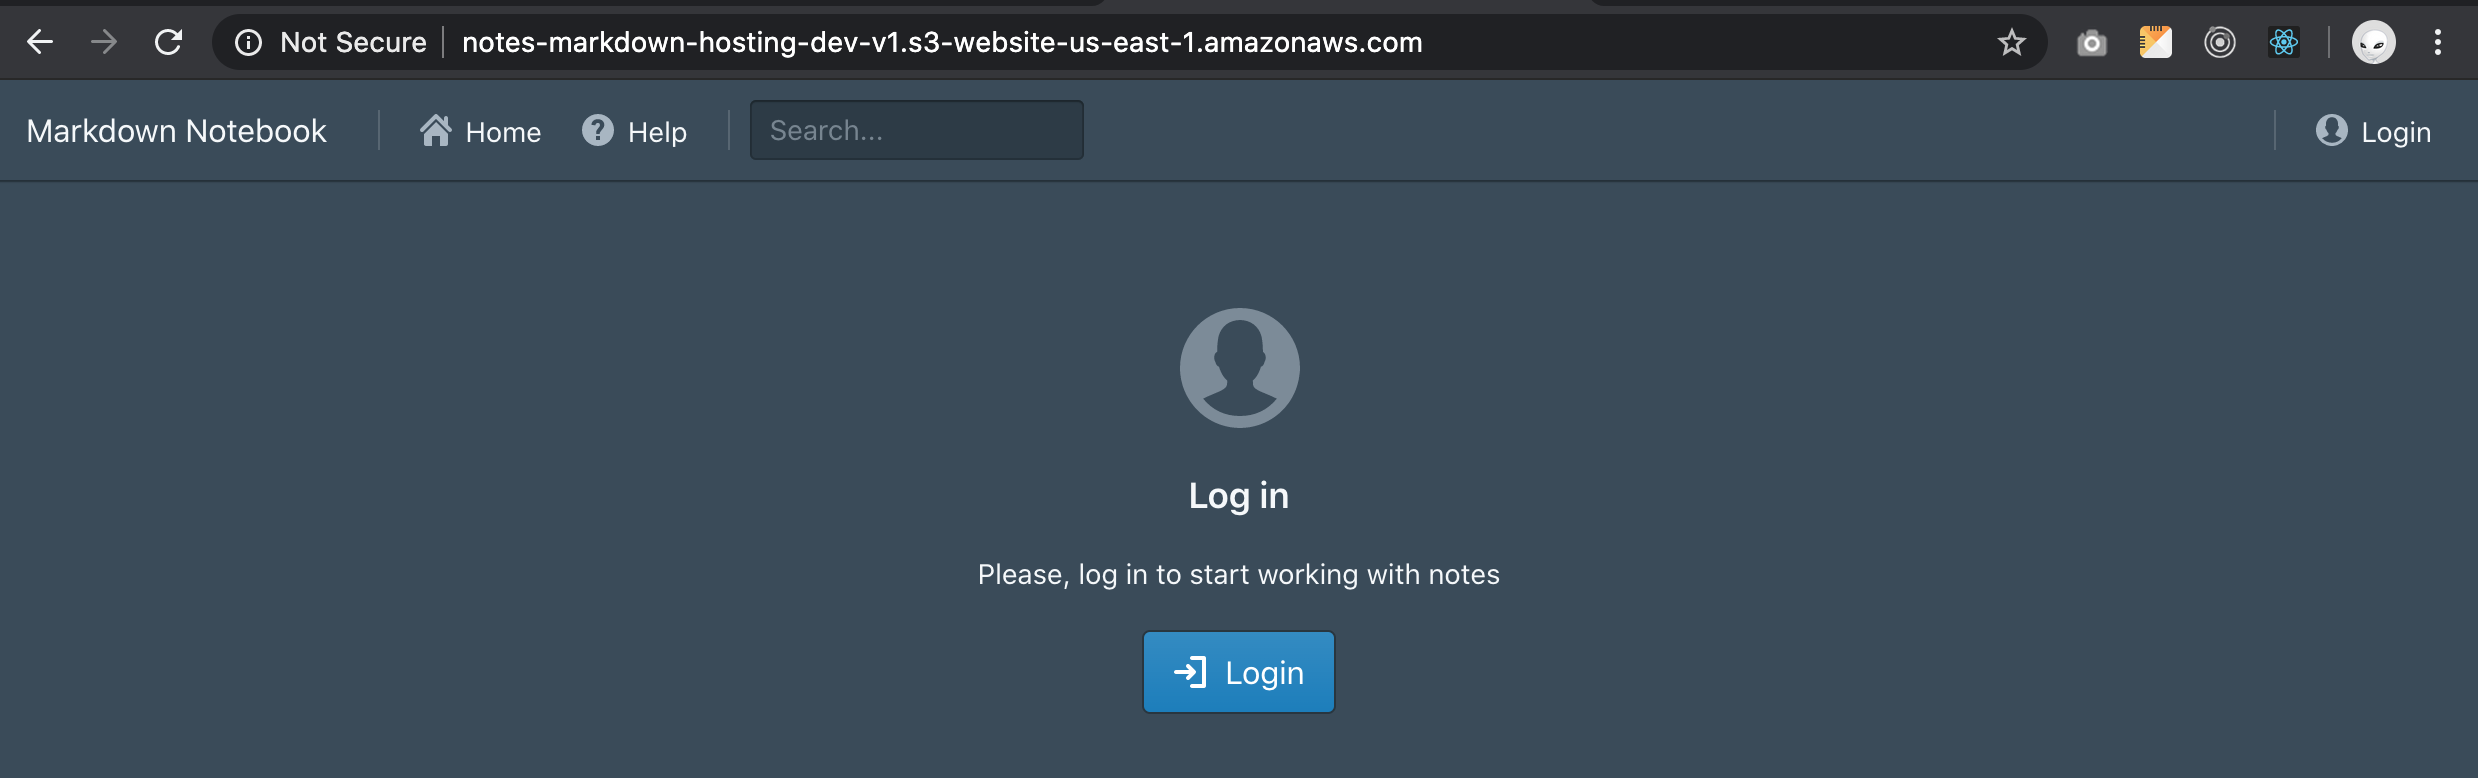 Not Secure notes-markdown-hosting-dev-v1.s3-website-us-east-1.amazonaws.com
Markdown Notebook Home Help Search... Login
Log in
Please, log in to start working with notes
Login